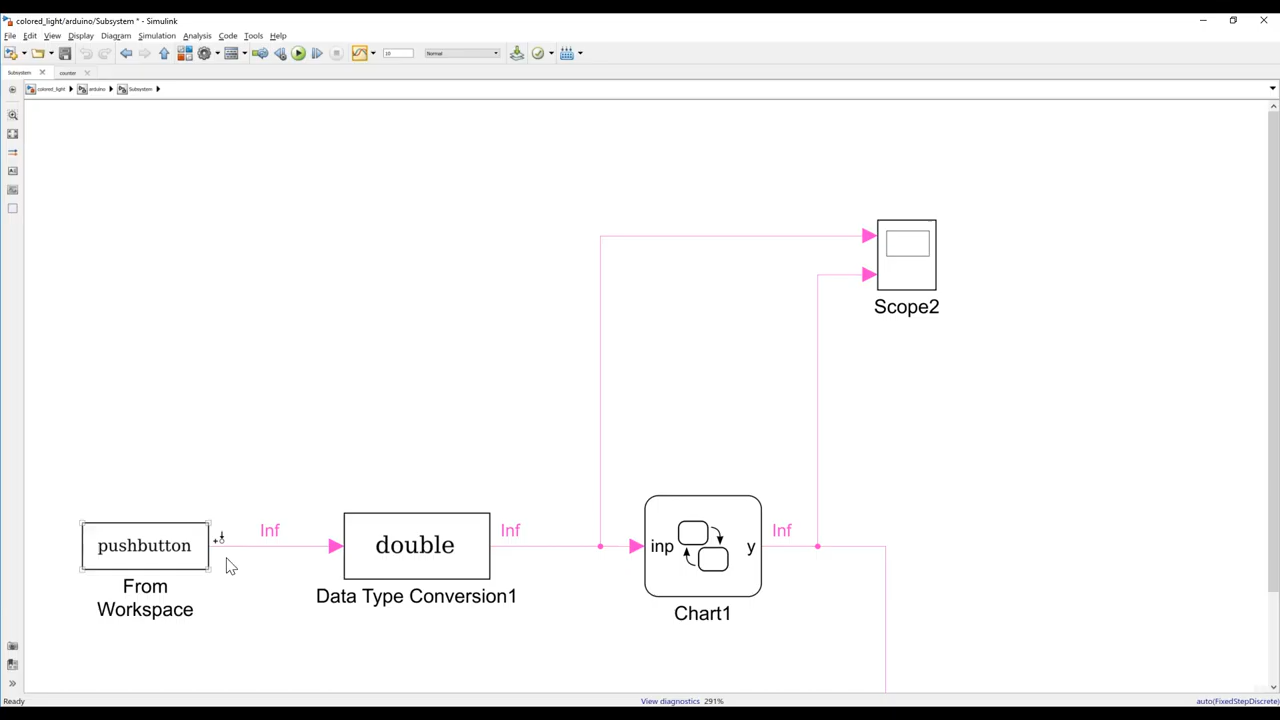 colored_light/arduino/Subsystem * - Simulink
File Edit View Display Diagram Simulation Analysis Code Tools Help
10 Normal
Subsystem counter
colored_light arduino Subsystem
Scope2
Inf Inf Inf
pushbutton double inp y
From
Workspace
Data Type Conversion1
Chart1
Ready View diagnostics 291% auto(FixedStepDiscrete)